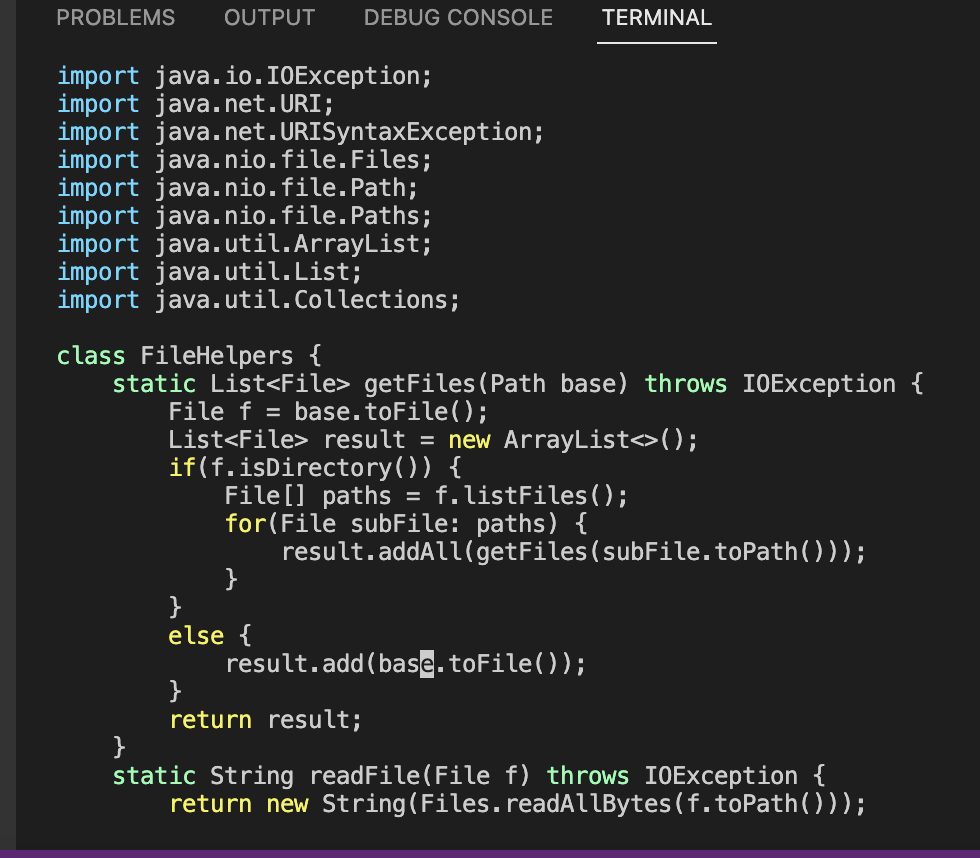 PROBLEMS OUTPUT DEBUG CONSOLE TERMINAL
import java.io.IOException;
import java.net.URI;
import java.net.URISyntaxException;
import java.nio.file.Files;
import java.nio.file.Path;
import java.nio.file.Paths;
import java.util.ArrayList;
import java.util.List;
import java.util.Collections;

class FileHelpers {
    static List<File> getFiles(Path base) throws IOException {
        File f = base.toFile();
        List<File> result = new ArrayList<>();
        if(f.isDirectory()) {
            File[] paths = f.listFiles();
            for(File subFile: paths) {
                result.addAll(getFiles(subFile.toPath()));
            }
        }
        else {
            result.add(base.toFile());
        }
        return result;
    }
    static String readFile(File f) throws IOException {
        return new String(Files.readAllBytes(f.toPath()));